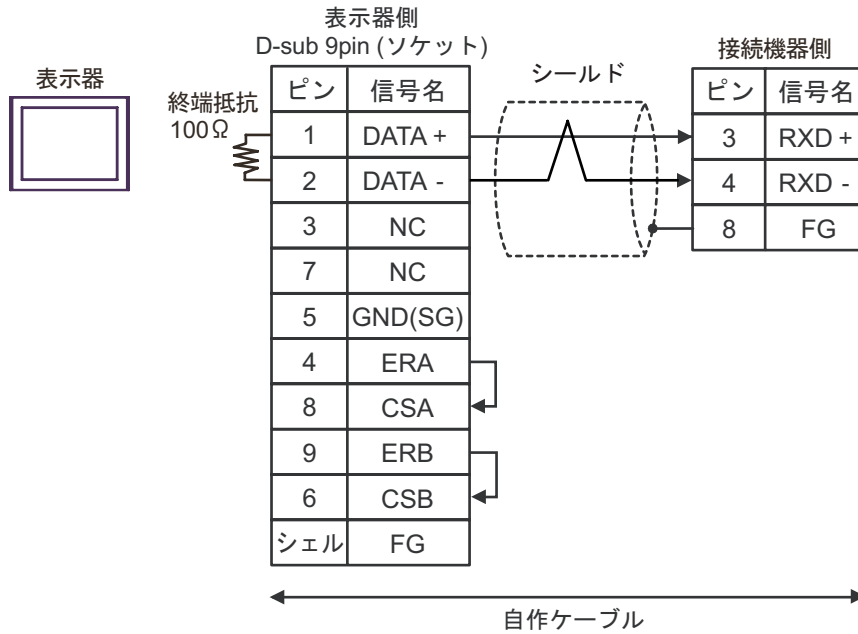 表示器側
D-sub 9pin (ソケット)
接続機器側
表示器
シールド
終端抵抗
100Ω
ピン 信号名
1 DATA +
2 DATA -
3 NC
7 NC
5 GND(SG)
4 ERA
8 CSA
9 ERB
6 CSB
シェル FG
ピン 信号名
3 RXD +
4 RXD -
8 FG
自作ケーブル